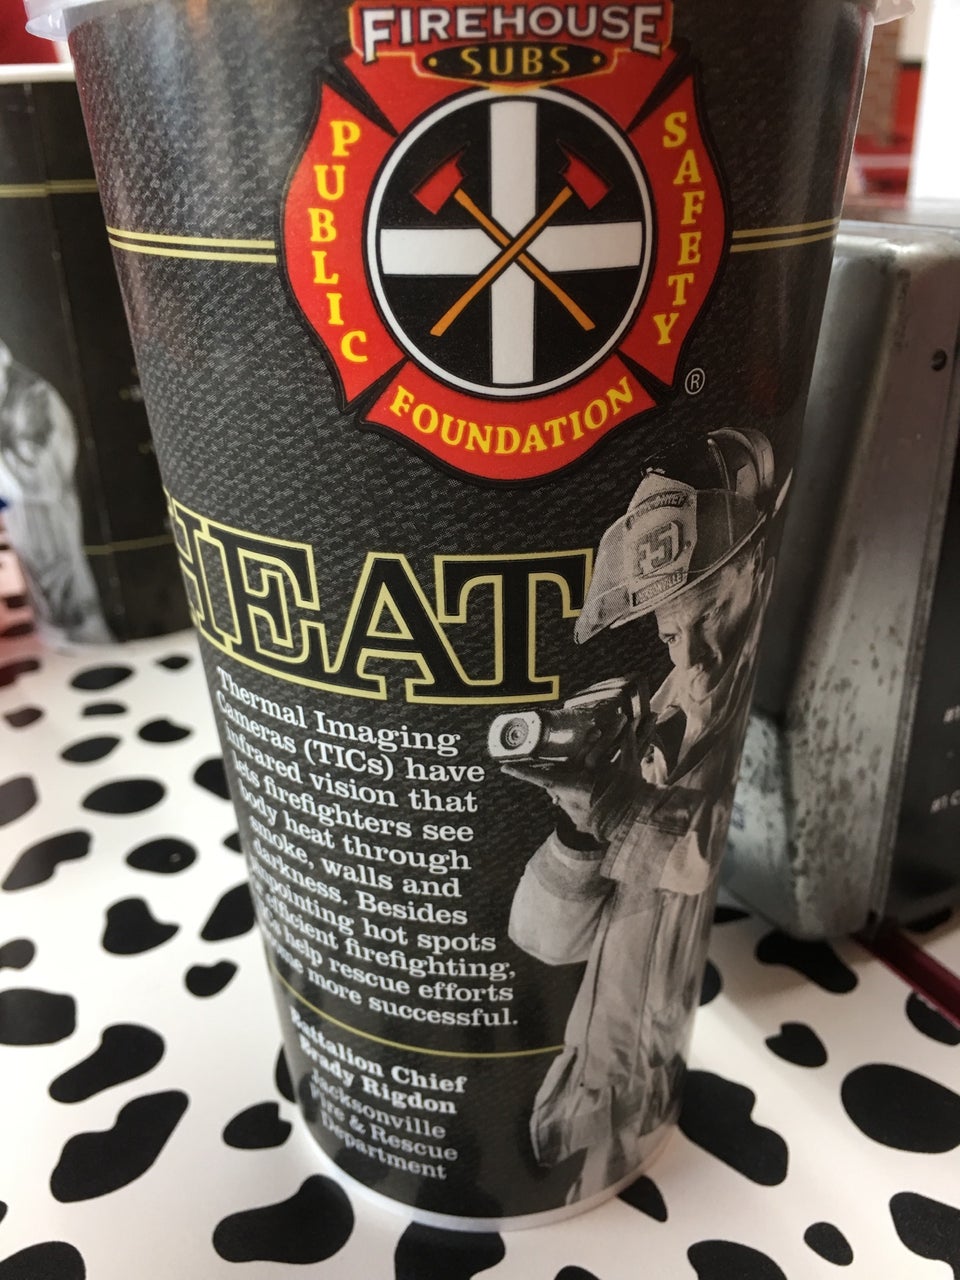 FIREHOUSE
SUBS
PUBLIC
SAFETY
FOUNDATION
®
HEAT
51
Thermal Imaging
Cameras (TICs) have
infrared vision that
lets firefighters see
body heat through
smoke, walls and
darkness. Besides
pinpointing hot spots
efficient firefighting,
help rescue efforts
more successful.
Battalion Chief
Brady Rigdon
Jacksonville
Fire & Rescue
Department